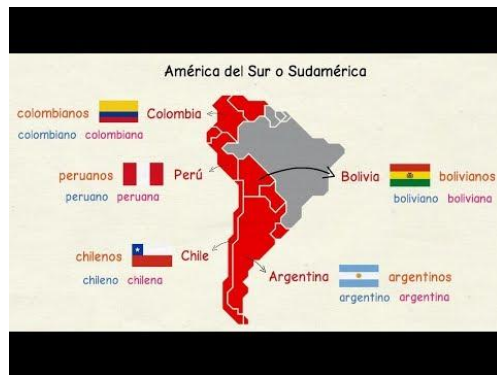 América del Sur o Sudamérica
colombianos Colombia
colombiano colombiana
peruanos Perú
peruano peruana
Bolivia bolivianos
boliviano boliviana
chilenos Chile
chileno chilena
Argentina argentinos
argentino argentina